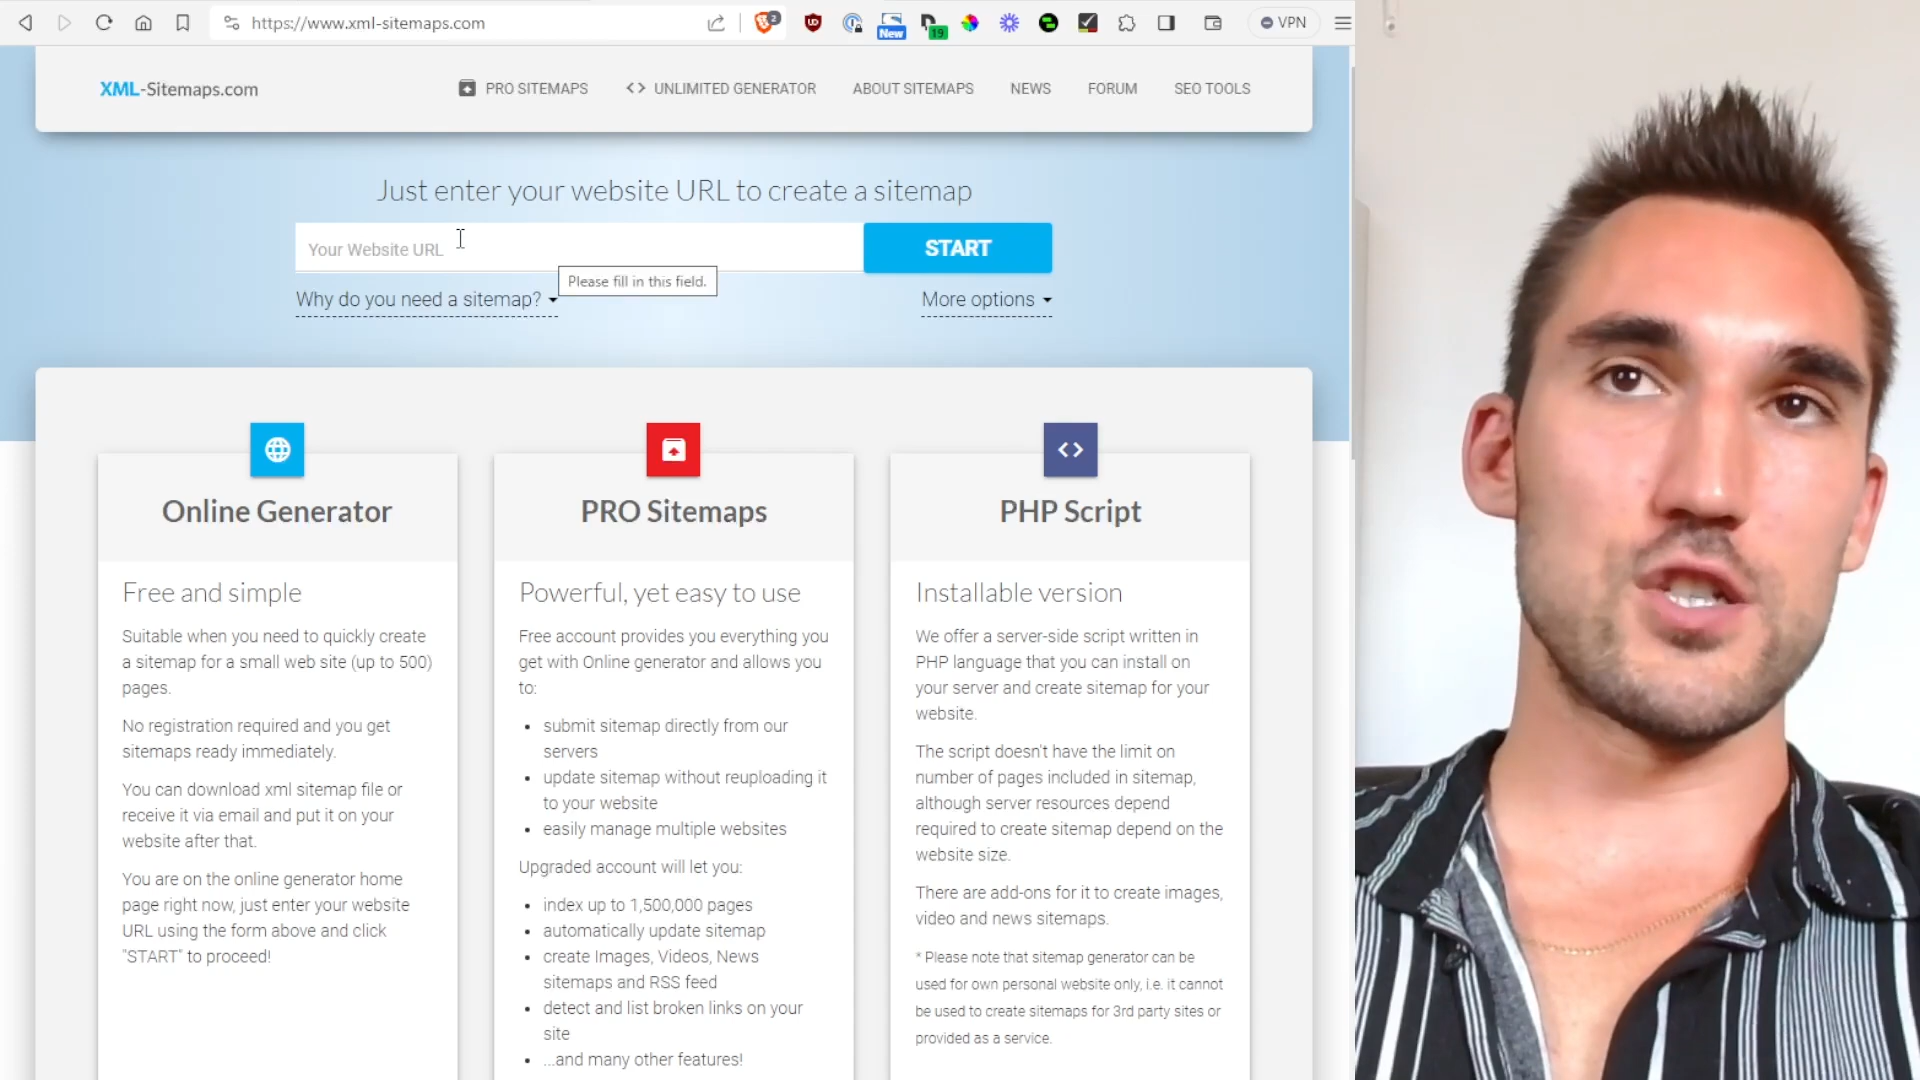 https://www.xml-sitemaps.com
2
New
19
VPN
XML-Sitemaps.com
PRO SITEMAPS
<> UNLIMITED GENERATOR
ABOUT SITEMAPS
NEWS
FORUM
SEO TOOLS
Just enter your website URL to create a sitemap
Your Website URL
START
Please fill in this field.
Why do you need a sitemap?
More options
Online Generator
Free and simple
Suitable when you need to quickly create
a sitemap for a small web site (up to 500)
pages.
No registration required and you get
sitemaps ready immediately.
You can download xml sitemap file or
receive it via email and put it on your
website after that.
You are on the online generator home
page right now, just enter your website
URL using the form above and click
"START" to proceed!
PRO Sitemaps
Powerful, yet easy to use
Free account provides you everything you
get with Online generator and allows you
to:
• submit sitemap directly from our
servers
• update sitemap without reuploading it
to your website
• easily manage multiple websites
Upgraded account will let you:
• index up to 1,500,000 pages
• automatically update sitemap
• create Images, Videos, News
sitemaps and RSS feed
• detect and list broken links on your
site
• ...and many other features!
<>
PHP Script
Installable version
We offer a server-side script written in
PHP language that you can install on
your server and create sitemap for your
website.
The script doesn't have the limit on
number of pages included in sitemap,
although server resources depend
required to create sitemap depend on the
website size.
There are add-ons for it to create images,
video and news sitemaps.
* Please note that sitemap generator can be
used for own personal website only, i.e. it cannot
be used to create sitemaps for 3rd party sites or
provided as a service.